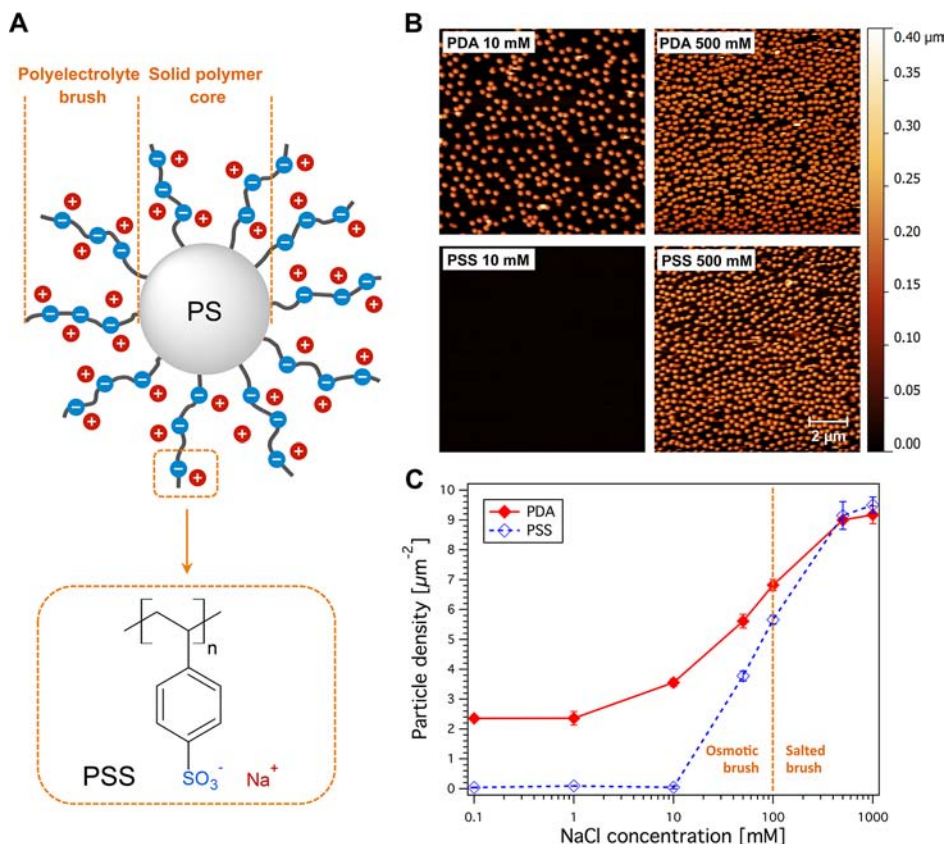 A
Polyelectrolyte
brush
Solid polymer
core
PS
n
PSS
SO₃⁻
Na⁺
B
PDA 10 mM
PDA 500 mM
PSS 10 mM
PSS 500 mM
2 µm
0.40 µm
0.35
0.30
0.25
0.20
0.15
0.10
0.05
0.00
C
Particle density [µm⁻²]
10
9
8
7
6
5
4
3
2
1
0
PDA
PSS
Osmotic
brush
Salted
brush
0.1
1
10
100
1000
NaCl concentration [mM]